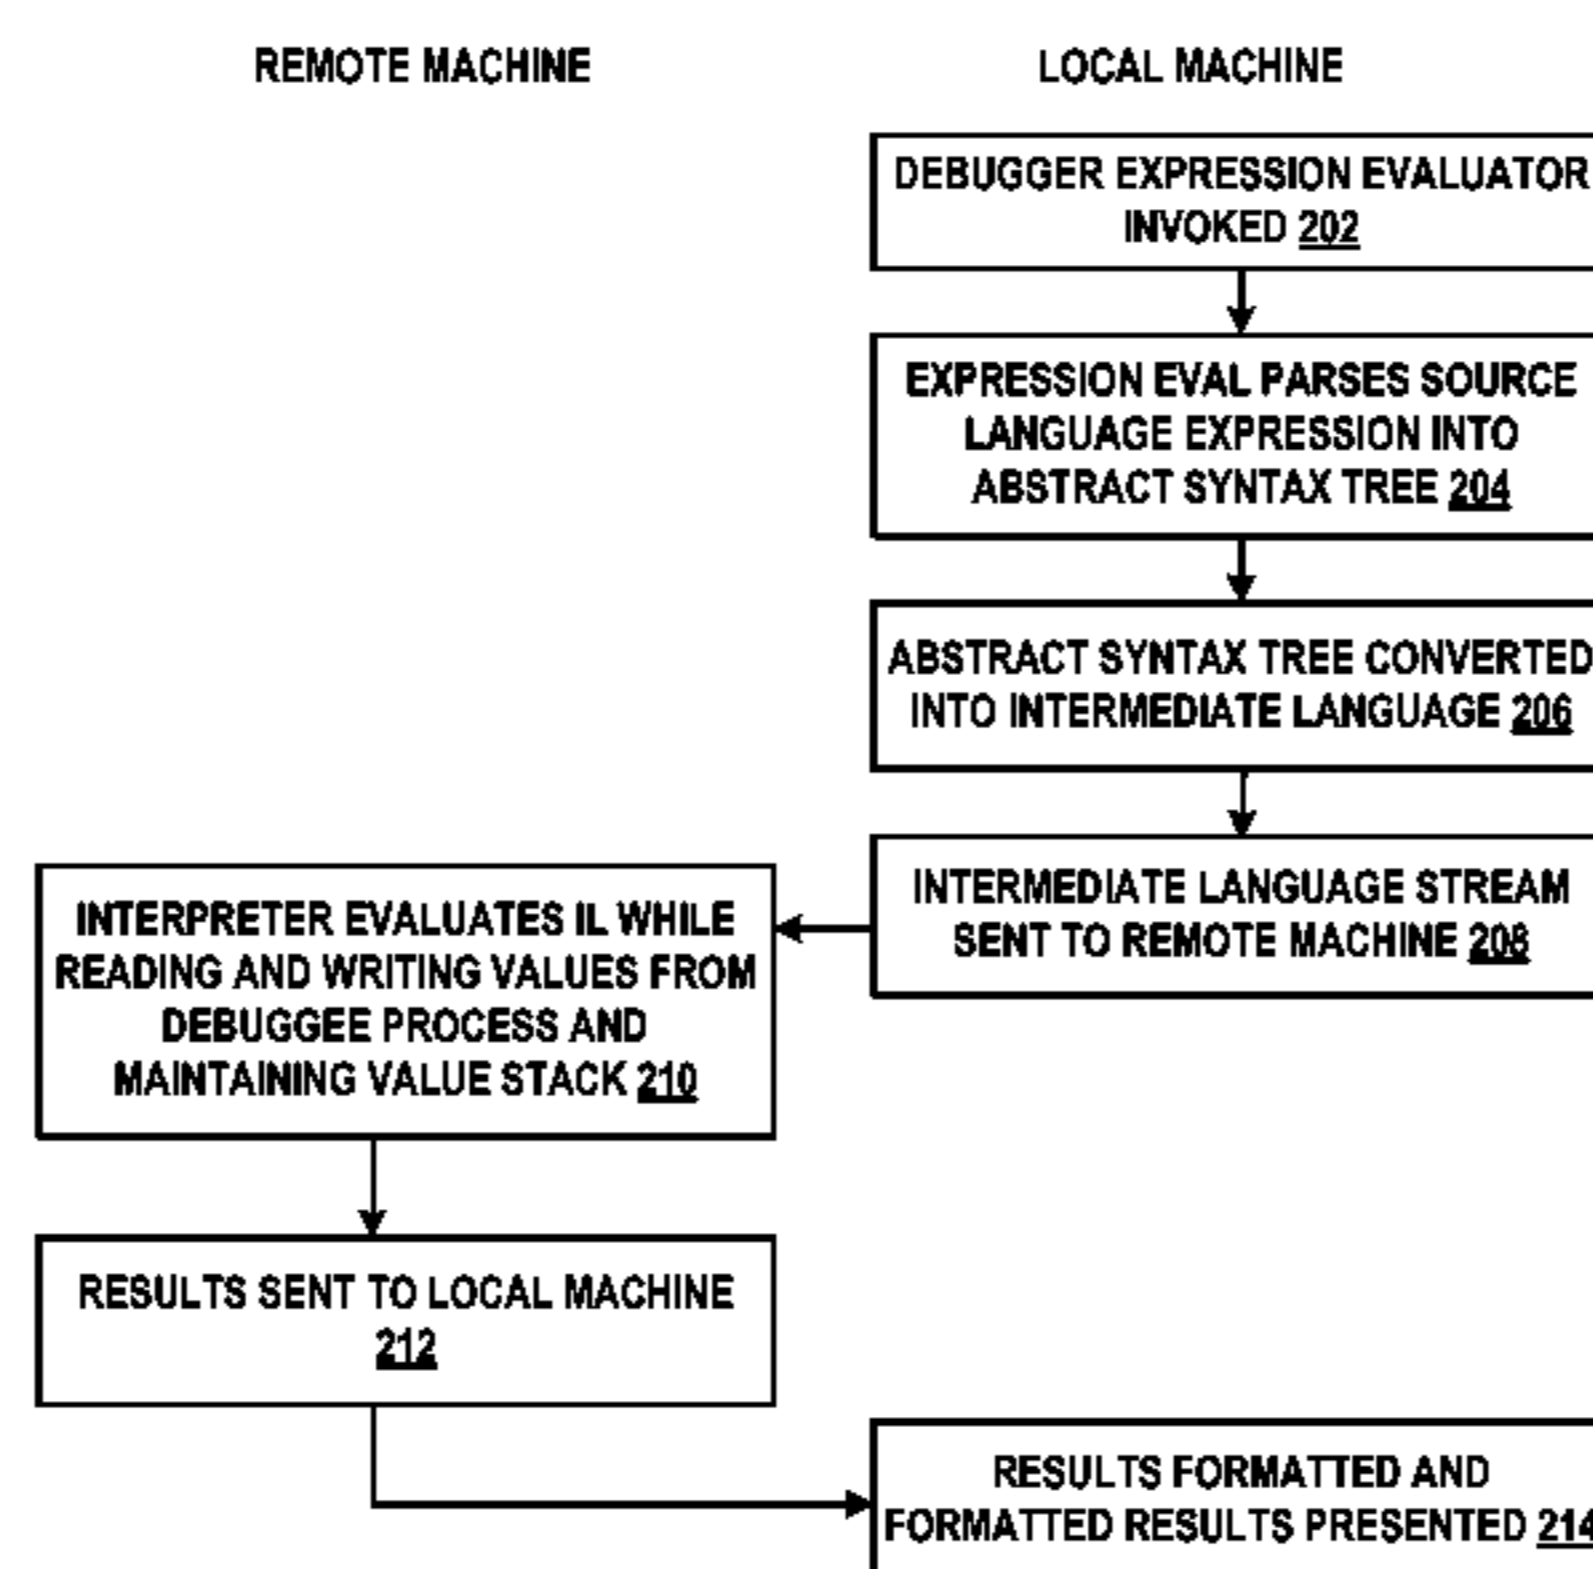 REMOTE MACHINE
LOCAL MACHINE
DEBUGGER EXPRESSION EVALUATOR
INVOKED 202
EXPRESSION EVAL PARSES SOURCE
LANGUAGE EXPRESSION INTO
ABSTRACT SYNTAX TREE 204
ABSTRACT SYNTAX TREE CONVERTED
INTO INTERMEDIATE LANGUAGE 206
INTERMEDIATE LANGUAGE STREAM
SENT TO REMOTE MACHINE 208
INTERPRETER EVALUATES IL WHILE
READING AND WRITING VALUES FROM
DEBUGGEE PROCESS AND
MAINTAINING VALUE STACK 210
RESULTS SENT TO LOCAL MACHINE
212
RESULTS FORMATTED AND
FORMATTED RESULTS PRESENTED 214